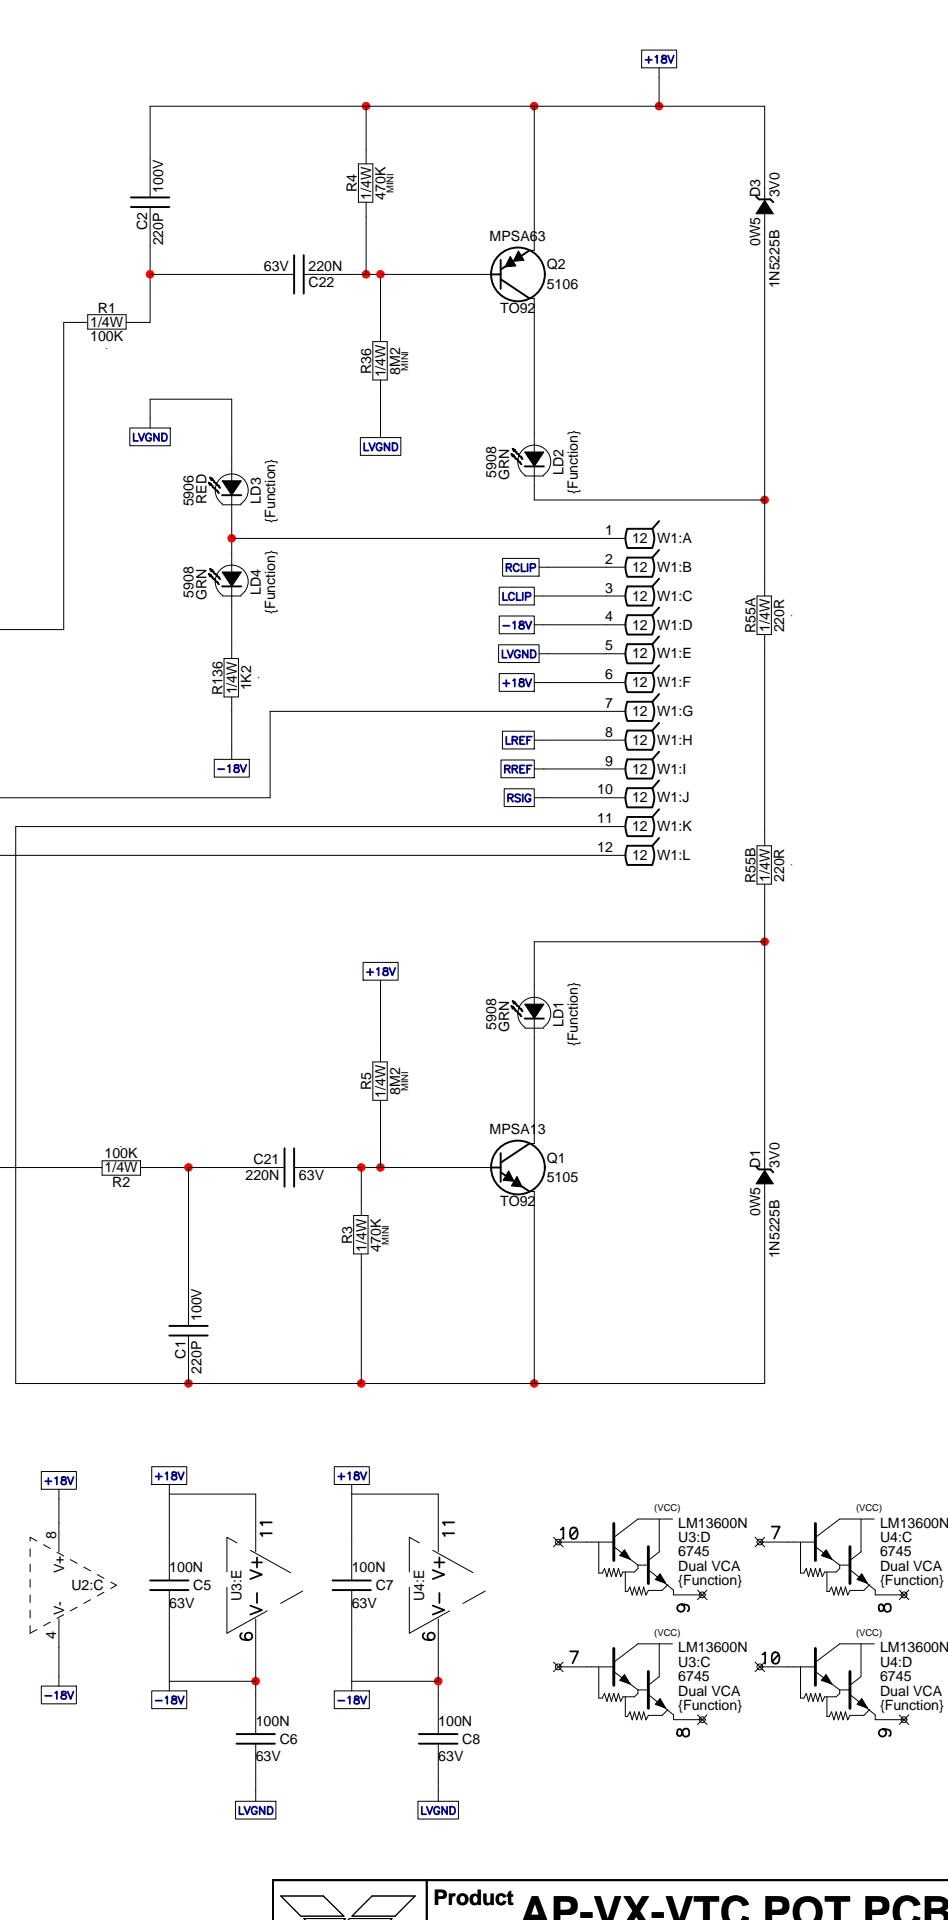 +18V
100V
C2
220P
R4
1/4W
470K
MINI
D3
3V0
0W5
1N5225B
MPSA63
Q2
5106
TO92
63V
220N
C22
R1
1/4W
100K
R36
1/4W
8M2
MINI
LVGND
LVGND
5906
RED
LD3
{Function}
5908
GRN
LD2
{Function}
5908
GRN
LD4
{Function}
R136
1/4W
1K2
-18V
1 12 W1:A
RCLIP 2 12 W1:B
LCLIP 3 12 W1:C
-18V 4 12 W1:D
LVGND 5 12 W1:E
+18V 6 12 W1:F
7 12 W1:G
LREF 8 12 W1:H
RREF 9 12 W1:I
RSIG 10 12 W1:J
11 12 W1:K
12 12 W1:L
R55A
1/4W
220R
R55B
1/4W
220R
+18V
5908
GRN
LD1
{Function}
R5
1/4W
8M2
MINI
MPSA13
Q1
5105
TO92
100K
1/4W
R2
C21
220N
63V
D1
3V0
0W5
1N5225B
R3
1/4W
470K
MINI
100V
C1
220P
+18V
8
V+
U2:C
V-
4
-18V
+18V
11
100N
C5
63V
U3:E
V+
V-
6
-18V
100N
C6
63V
LVGND
+18V
11
100N
C7
63V
U4:E
V+
V-
6
-18V
100N
C8
63V
LVGND
(VCC)
10
LM13600N
U3:D
6745
Dual VCA
{Function}
9
(VCC)
7
LM13600N
U4:C
6745
Dual VCA
{Function}
8
(VCC)
7
LM13600N
U3:C
6745
Dual VCA
{Function}
8
(VCC)
10
LM13600N
U4:D
6745
Dual VCA
{Function}
9
Product AP-VX-VTC POT PCB